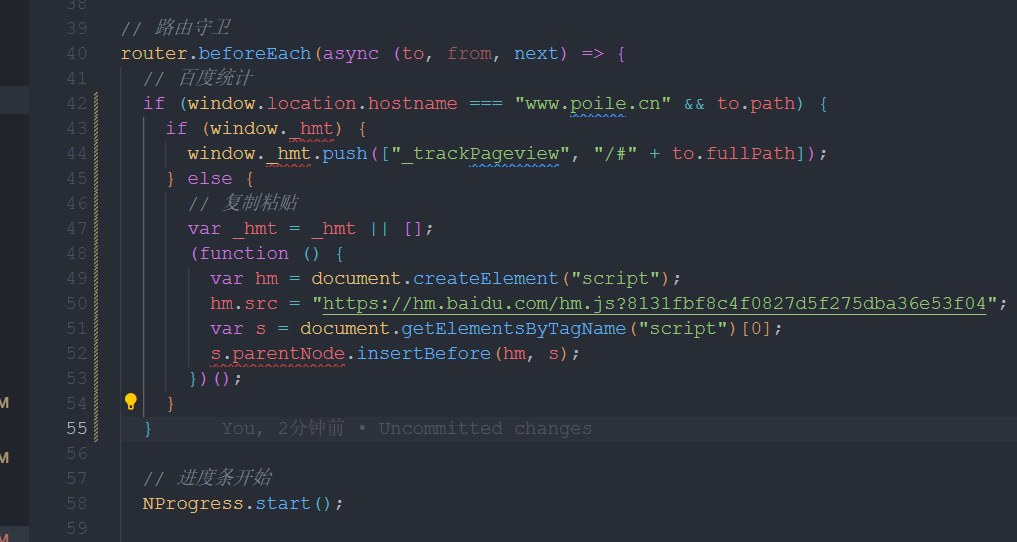 38
39 // 路由守卫
40 router.beforeEach(async (to, from, next) => {
41 // 百度统计
42 if (window.location.hostname === "www.poile.cn" && to.path) {
43 if (window._hmt) {
44 window._hmt.push(["_trackPageview", "/#" + to.fullPath]);
45 } else {
46 // 复制粘贴
47 var _hmt = _hmt || [];
48 (function () {
49 var hm = document.createElement("script");
50 hm.src = "https://hm.baidu.com/hm.js?8131fbf8c4f0827d5f275dba36e53f04";
51 var s = document.getElementsByTagName("script")[0];
52 s.parentNode.insertBefore(hm, s);
53 })();
M 54 }
55 } You, 2分钟前 • Uncommitted changes
M 56
57 // 进度条开始
58 NProgress.start();
59
M